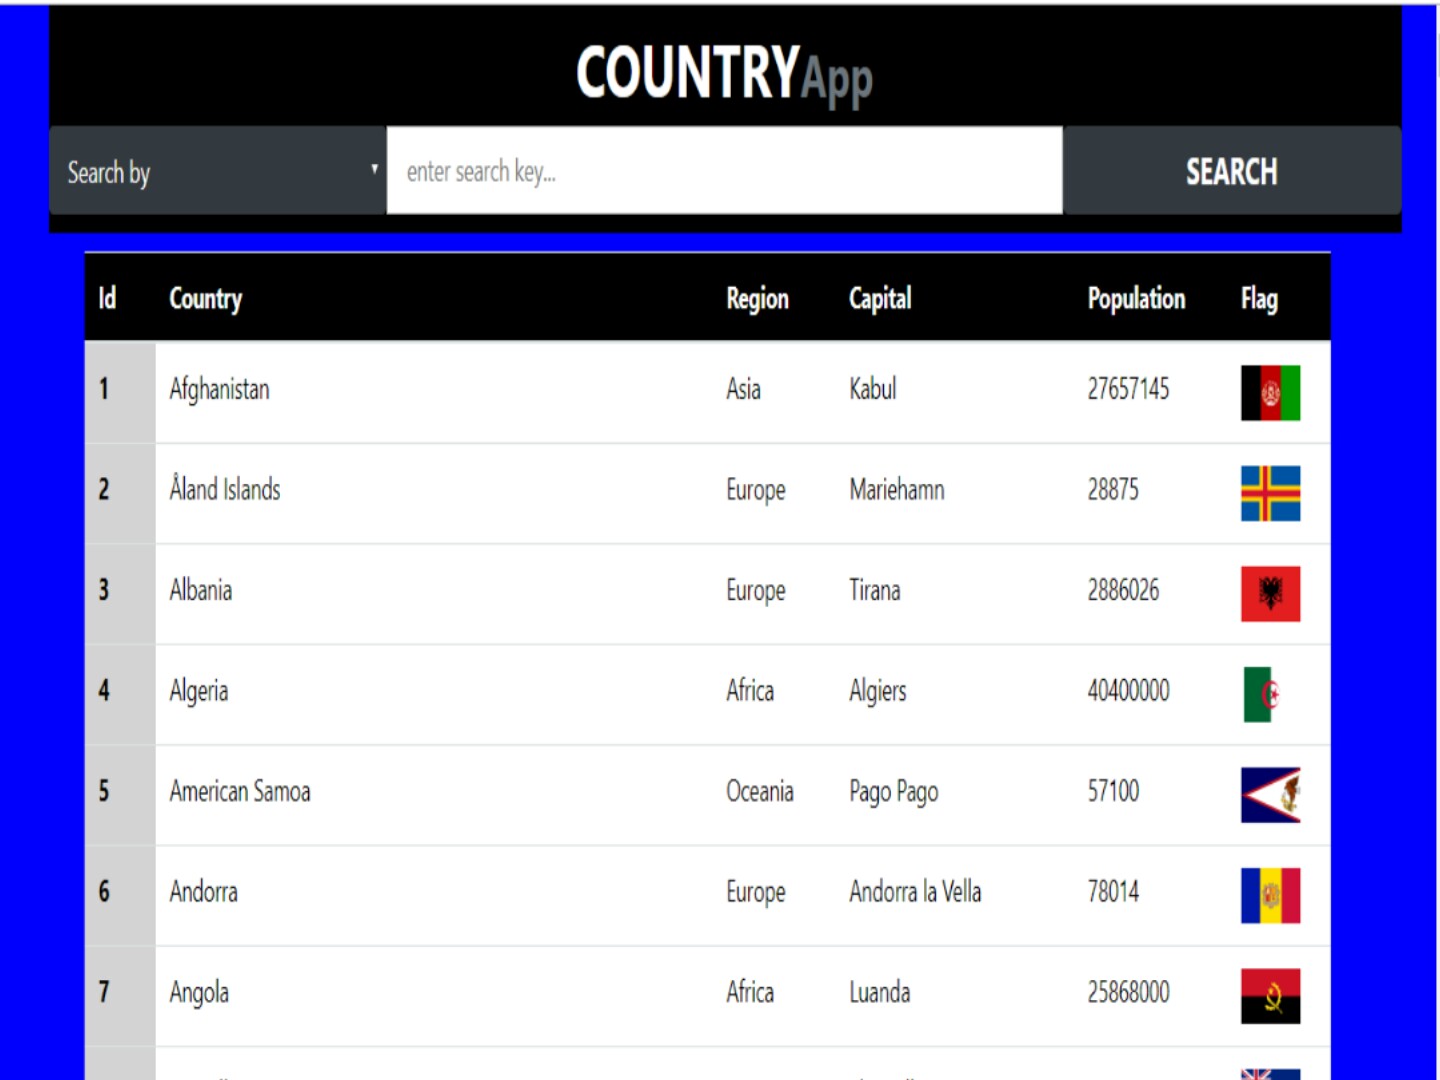 COUNTRYApp
Search by enter search key... SEARCH
Id Country Region Capital Population Flag
1 Afghanistan Asia Kabul 27657145
2 Åland Islands Europe Mariehamn 28875
3 Albania Europe Tirana 2886026
4 Algeria Africa Algiers 40400000
5 American Samoa Oceania Pago Pago 57100
6 Andorra Europe Andorra la Vella 78014
7 Angola Africa Luanda 25868000